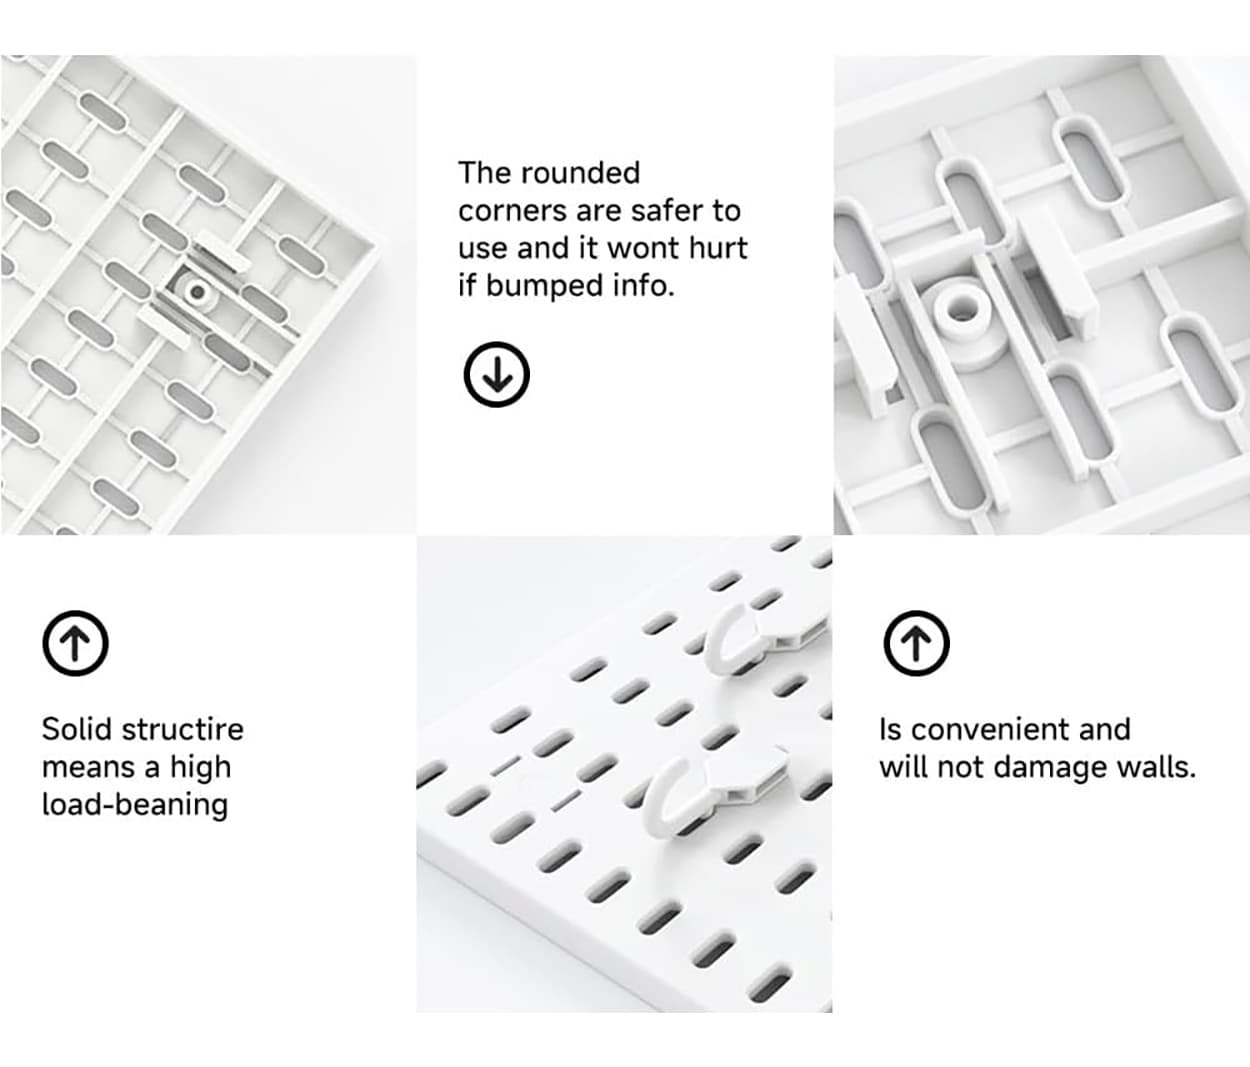 The rounded
corners are safer to
use and it wont hurt
if bumped info.
Solid structire
means a high
load-beaning
Is convenient and
will not damage walls.